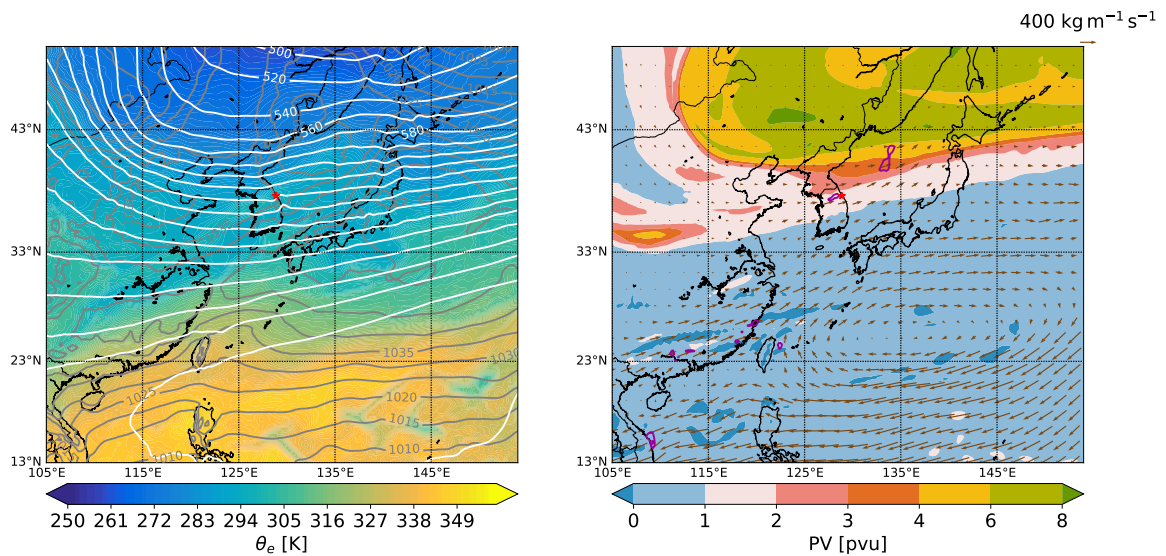 400 kg m⁻¹ s⁻¹
500
520
540
560
580
43°N
43°N
33°N
33°N
1035
1030
23°N
23°N
1025
1020
1015
1010
1010
13°N
13°N
105°E 115°E 125°E 135°E 145°E
105°E 115°E 125°E 135°E 145°E
250 261 272 283 294 305 316 327 338 349
θe [K]
0 1 2 3 4 6 8
PV [pvu]